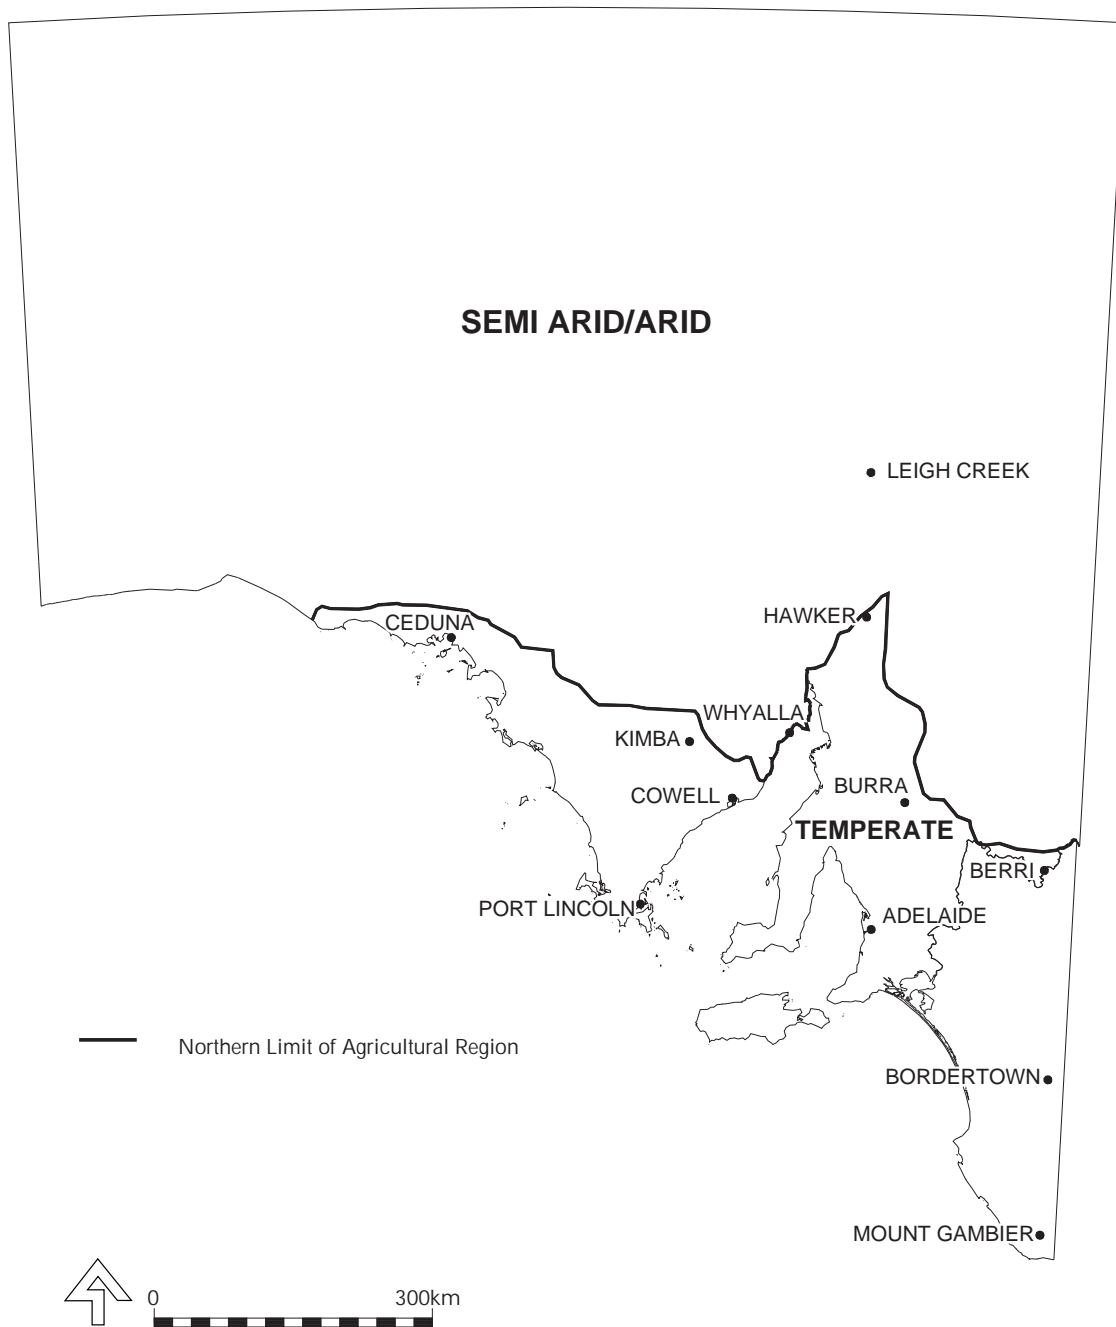 SEMI ARID/ARID
LEIGH CREEK
HAWKER
CEDUNA
WHYALLA
KIMBA
BURRA
COWELL
TEMPERATE
BERRI
PORT LINCOLN
ADELAIDE
Northern Limit of Agricultural Region
BORDERTOWN
MOUNT GAMBIER
0 300km